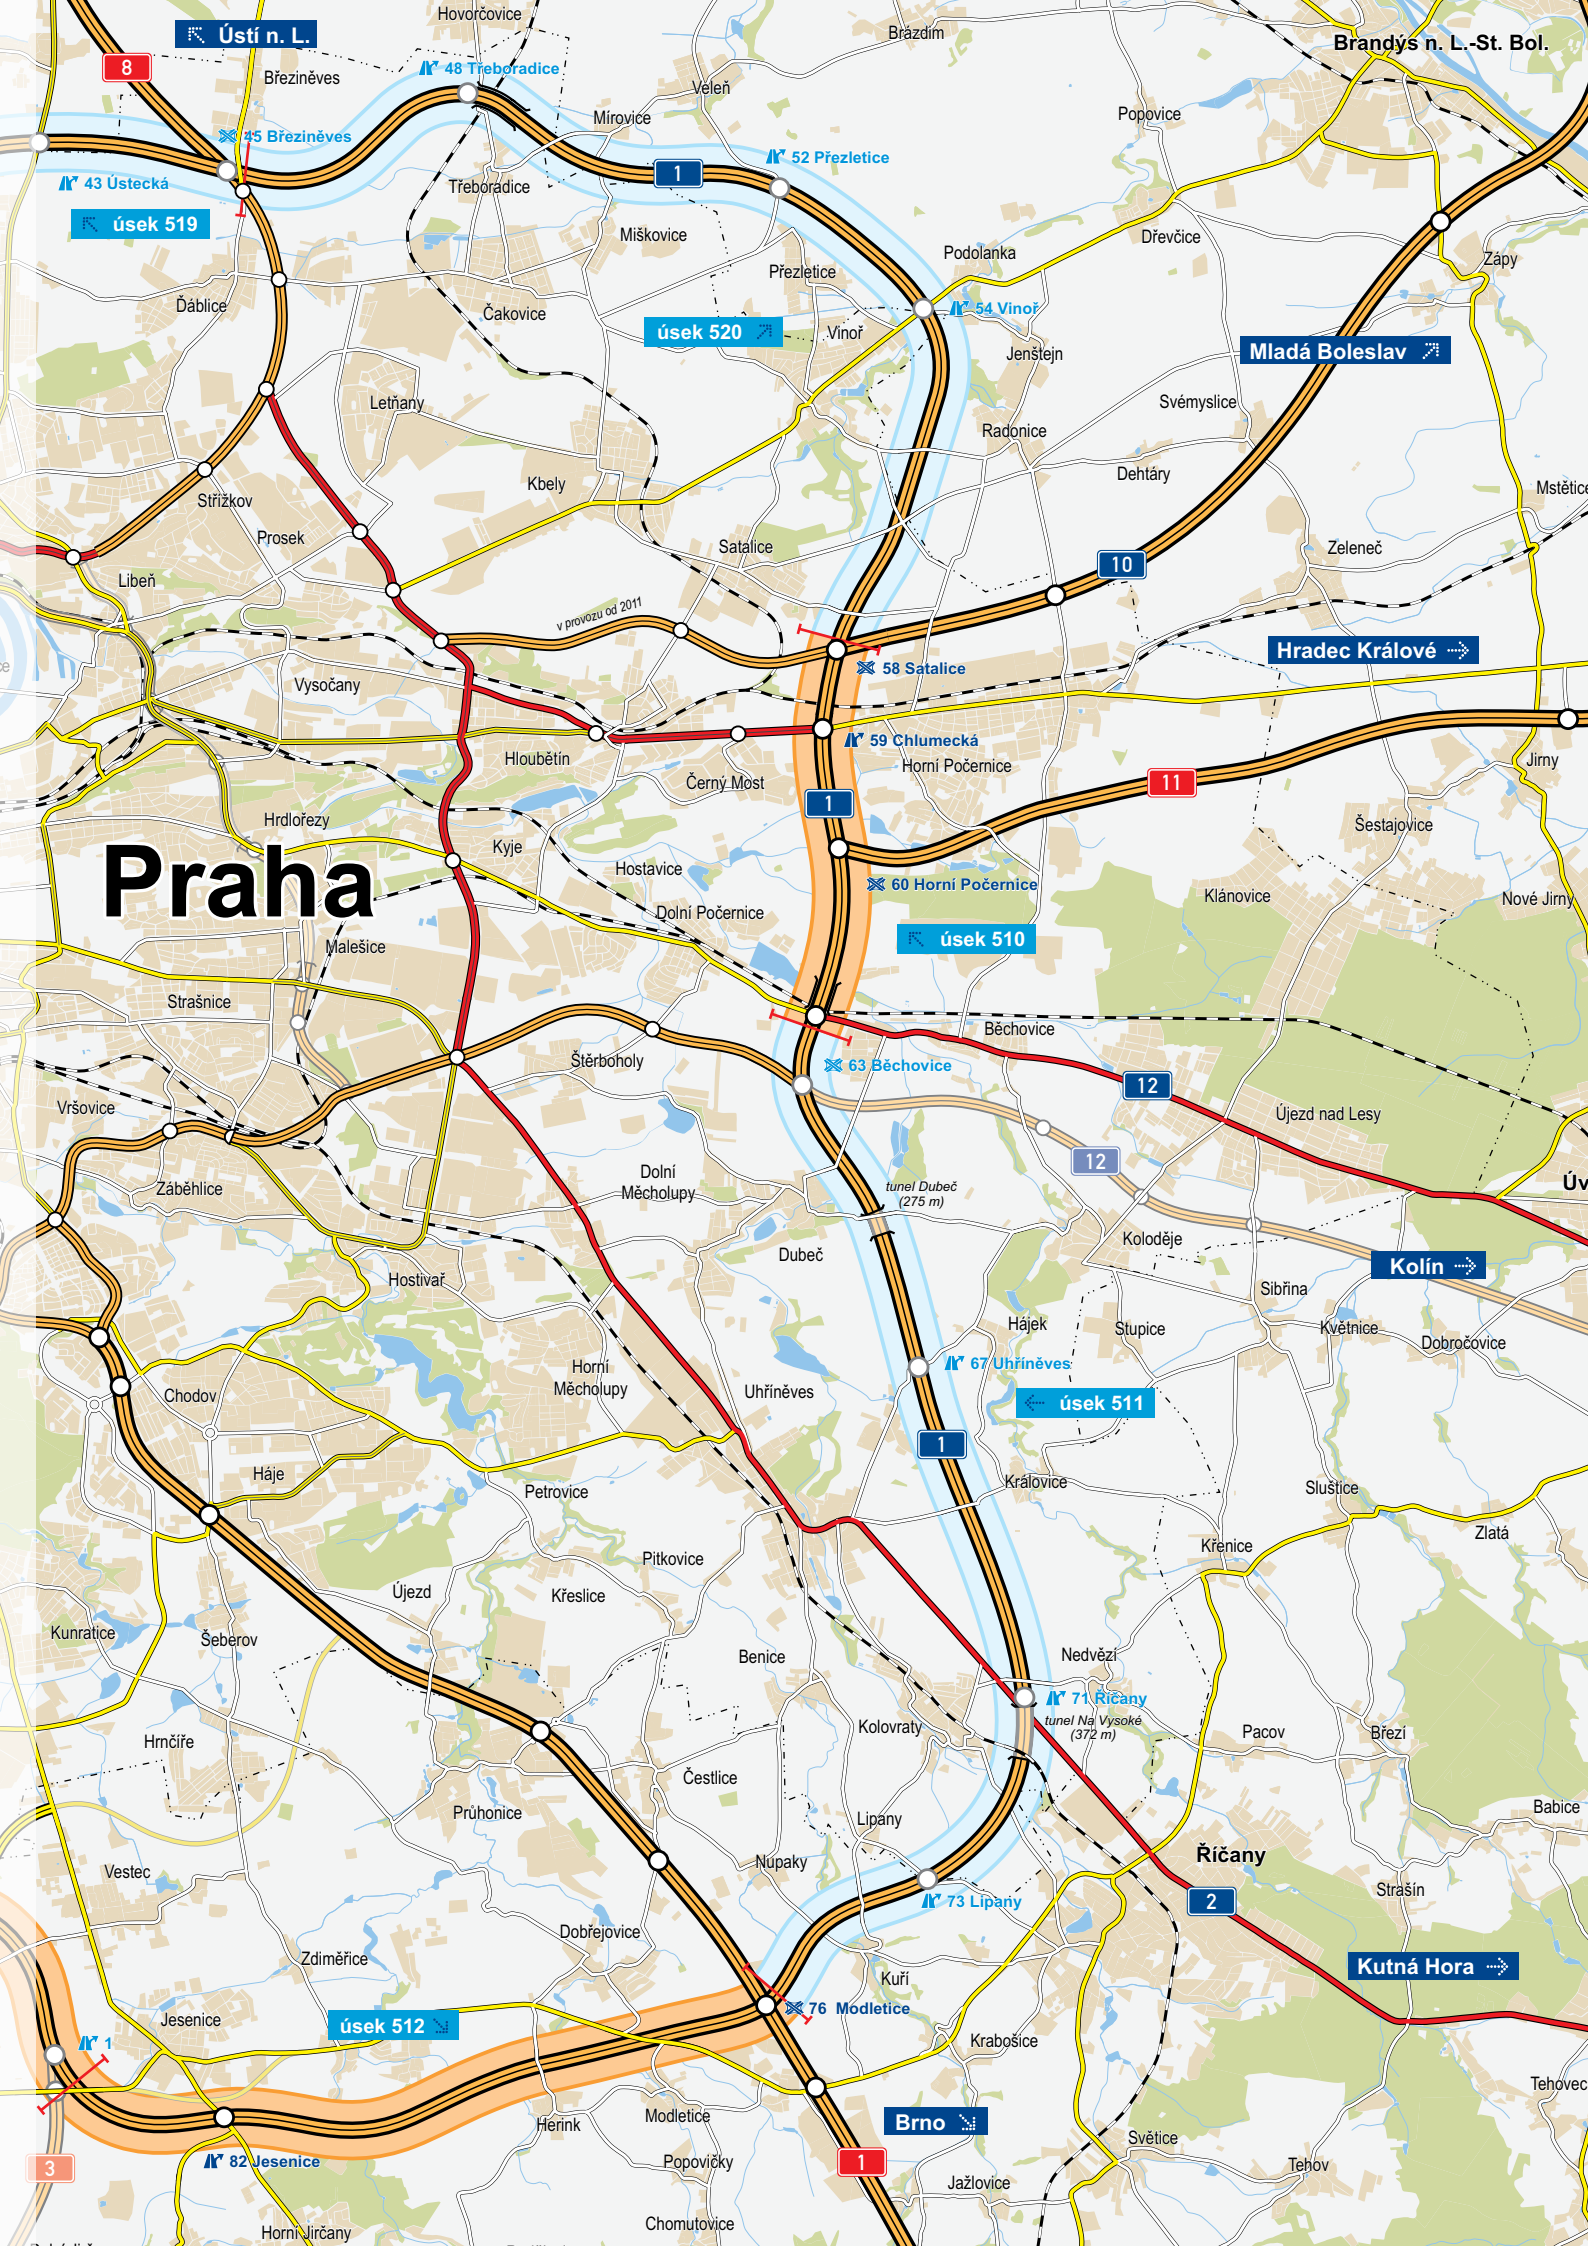 Hovorčovice
Brázdim
Ústí n. L.
Brandýs n. L.-St. Bol.
8
48 Třeboradice
Březiněves
Veleň
Popovice
Mírovice
45 Březiněves
52 Přezletice
1
43 Ústecká
Třeboradice
úsek 519
Miškovice
Dřevčice
Podolanka
Zápy
Přezletice
Ďáblice
Čakovice
54 Vinoř
úsek 520
Vinoř
Jenštejn
Mladá Boleslav
Letňany
Svémyslice
Radonice
Dehtáry
Kbely
Mstětice
Střížkov
Prosek
Satalice
Zeleneč
10
Libeň
v provozu od 2011
Hradec Králové
58 Satalice
Vysočany
59 Chlumecká
Hloubětín
Horní Počernice
Jirny
Černý Most
11
1
Hrdlořezy
Šestajovice
Kyje
Praha
Hostavice
60 Horní Počernice
Klánovice
Nové Jirny
Dolní Počernice
Malešice
úsek 510
Strašnice
Běchovice
Štěrboholy
63 Běchovice
12
Vršovice
Újezd nad Lesy
12
Dolní
Měcholupy
Záběhlice
tunel Dubeč
(275 m)
Úv
Koloděje
Dubeč
Kolín
Hostivař
Sibřina
Hájek
Stupice
Květnice
Dobročovice
Horní
Měcholupy
67 Uhříněves
Chodov
Uhříněves
úsek 511
1
Háje
Královice
Petrovice
Sluštice
Zlatá
Křenice
Pitkovice
Újezd
Křeslice
Kunratice
Šeberov
Benice
Nedvězí
71 Říčany
tunel Na Vysoké
(372 m)
Kolovraty
Pacov
Březí
Hrnčíře
Čestlice
Průhonice
Lipany
Babice
Nupaky
Říčany
Vestec
Strašín
73 Lipany
2
Dobřejovice
Zdiměřice
Kutná Hora
Kuří
76 Modletice
Jesenice
úsek 512
Krabošice
1
Tehovec
Modletice
Brno
Herink
Světice
82 Jesenice
Popovičky
1
Tehov
3
Jažlovice
Chomutovice
Horní Jirčany